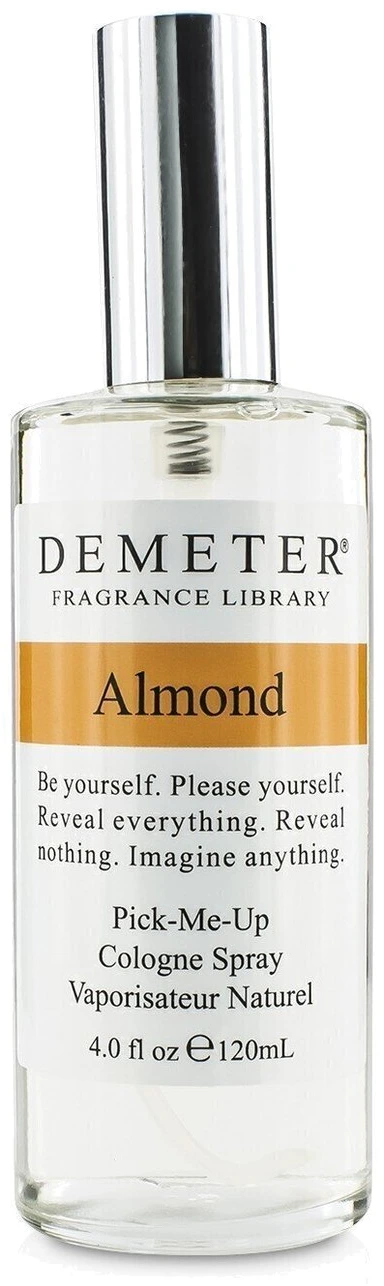 DEMETER®
FRAGRANCE LIBRARY
Almond
Be yourself. Please yourself.
Reveal everything. Reveal
nothing. Imagine anything.
Pick-Me-Up
Cologne Spray
Vaporisateur Naturel
4.0 fl oz ℮120mL